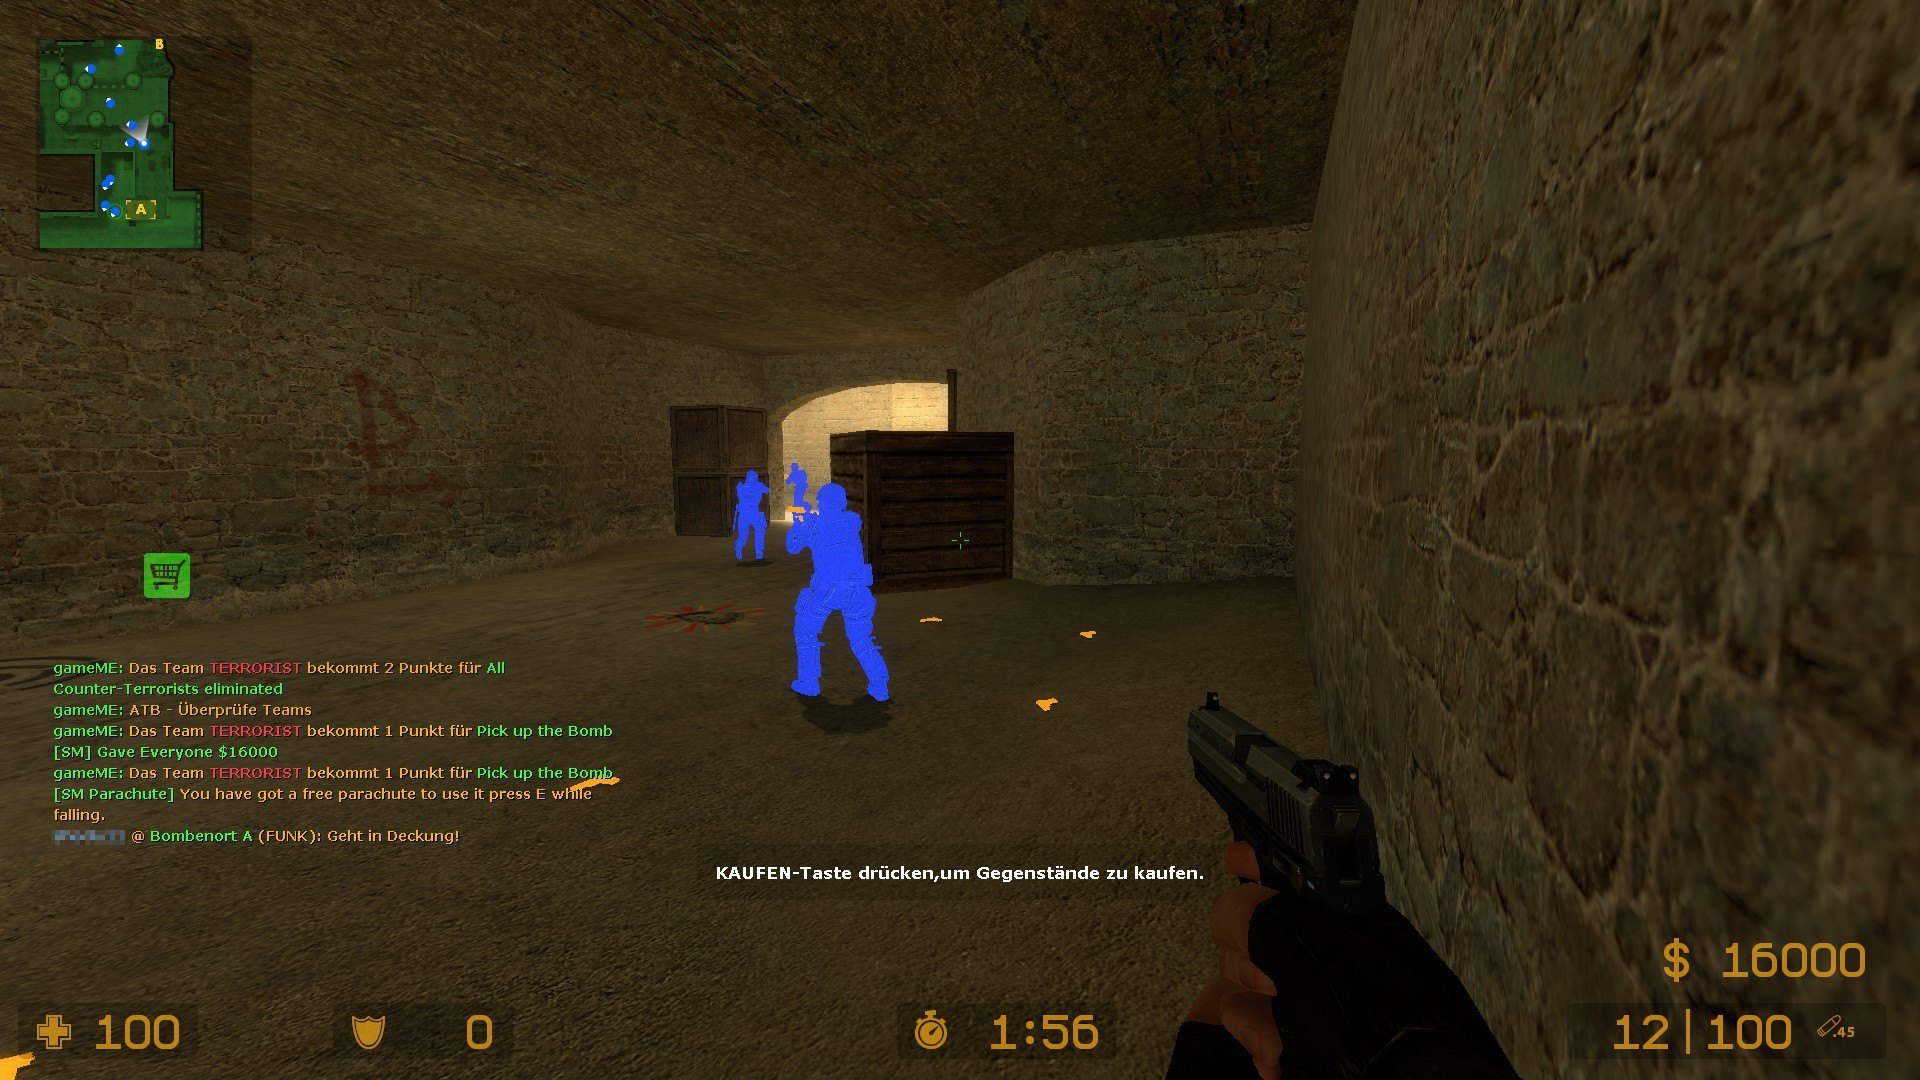 B
A
B
gameME: Das Team TERRORIST bekommt 2 Punkte für All
Counter-Terrorists eliminated
gameME: ATB - Überprüfe Teams
gameME: Das Team TERRORIST bekommt 1 Punkt für Pick up the Bomb
[SM] Gave Everyone $16000
gameME: Das Team TERRORIST bekommt 1 Punkt für Pick up the Bomb
[SM Parachute] You have got a free parachute to use it press E while
falling.
@ Bombenort A (FUNK): Geht in Deckung!
KAUFEN-Taste drücken,um Gegenstände zu kaufen.
$ 16000
100
0
1:56
12|100 .45